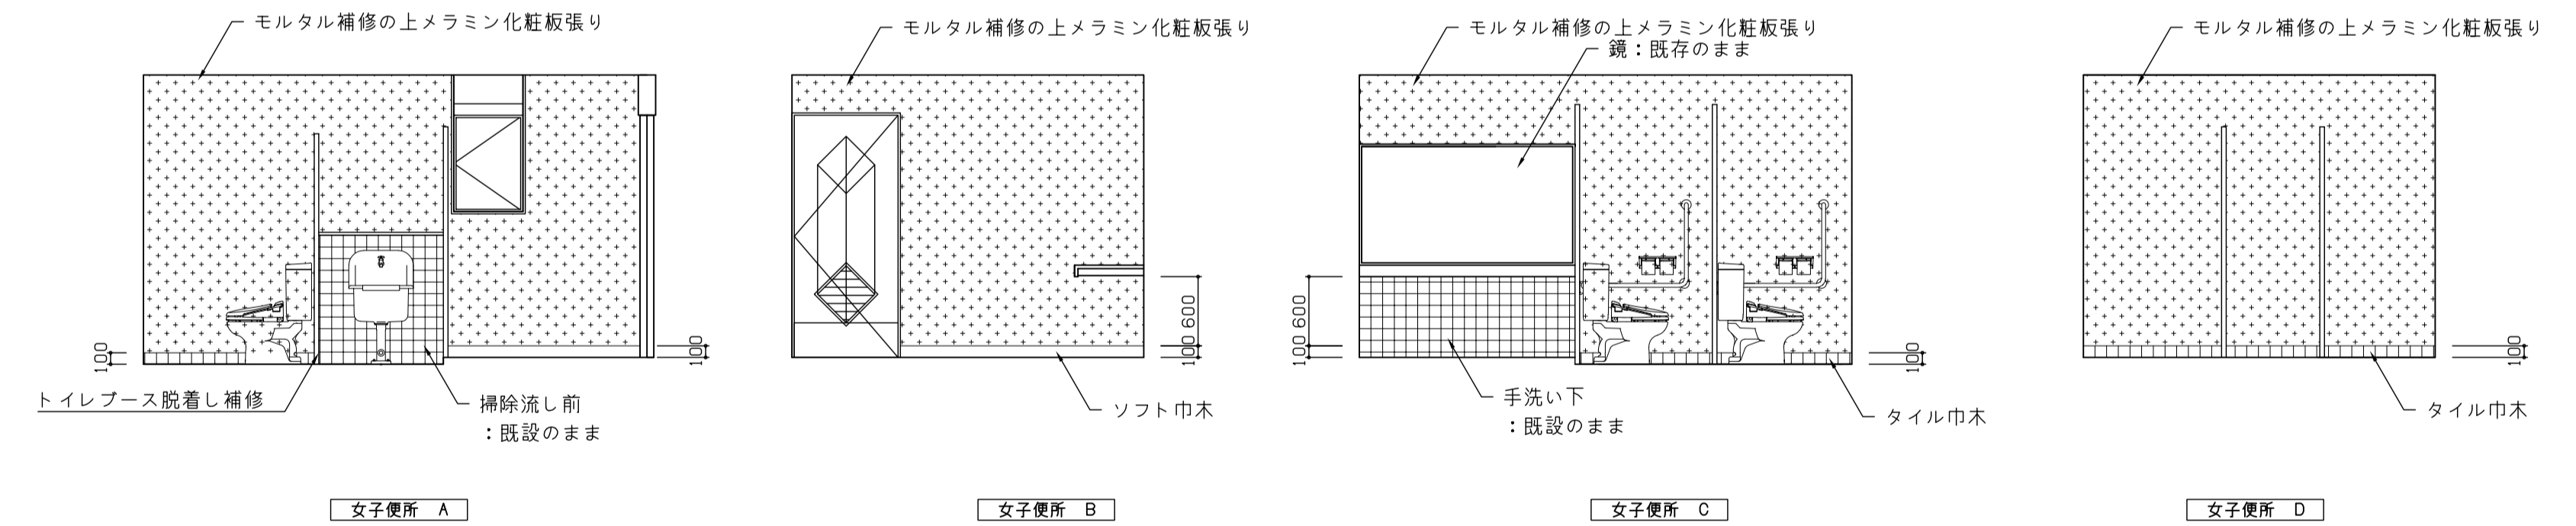 モルタル補修の上メラミン化粧板張り
100
100
トイレブース脱着し補修
掃除流し前
：既設のまま
女子便所 A
モルタル補修の上メラミン化粧板張り
600
100
ソフト巾木
女子便所 B
モルタル補修の上メラミン化粧板張り
鏡：既存のまま
600
100
100
手洗い下
：既設のまま
タイル巾木
女子便所 C
モルタル補修の上メラミン化粧板張り
100
タイル巾木
女子便所 D